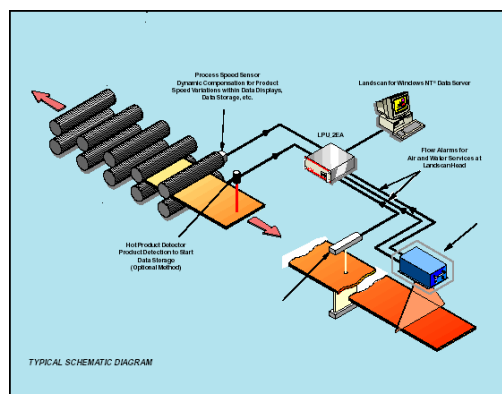 Process Speed Sensor
Dynamic Compensation for Product
Speed Variations within Data Displays,
Data Storage, etc.
Landscan for Windows NT® Data Server
LPU_2EA
Flow Alarms for
Air and Water Services at
Landscan Head
Hot Product Detector
Product Detection to Start
Data Storage
(Optional Method)
TYPICAL SCHEMATIC DIAGRAM